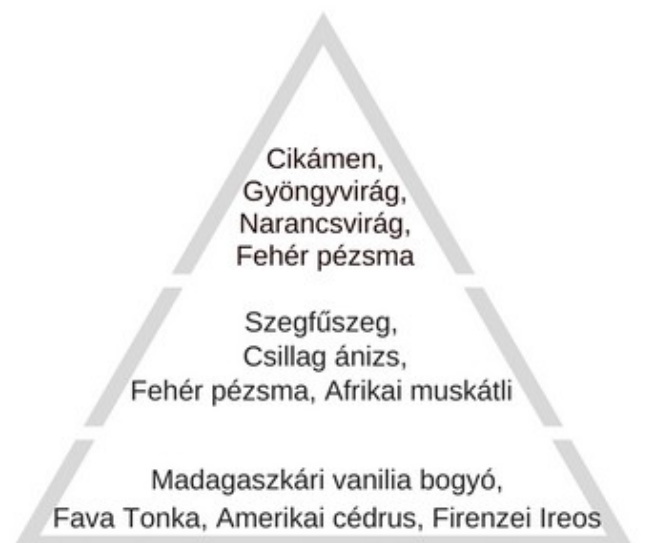 Cikámen,
Gyöngyvirág,
Narancsvirág,
Fehér pézsma
Szegfűszeg,
Csillag ánizs,
Fehér pézsma, Afrikai muskátli
Madagaszkári vanilia bogyó,
Fava Tonka, Amerikai cédrus, Firenzei Ireos